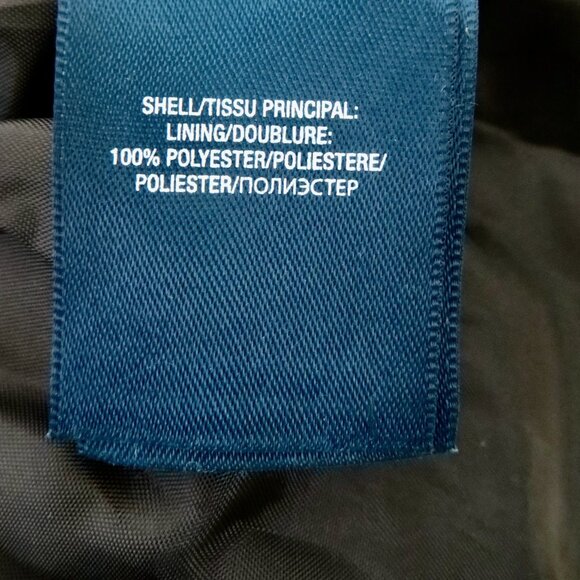 SHELL/TISSU PRINCIPAL:
LINING/DOUBLURE:
100% POLYESTER/POLIESTERE/
POLIESTER/ПОЛИЭСТЕР